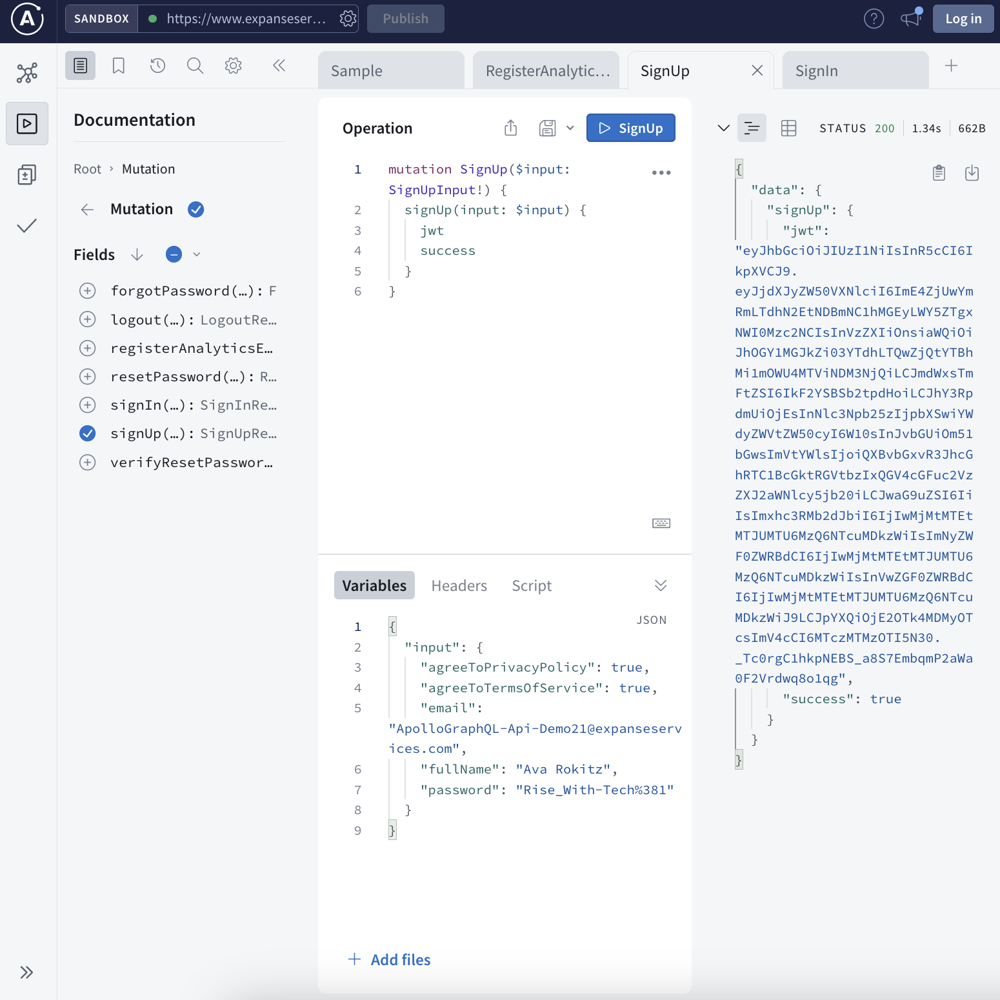 SANDBOX
https://www.expanseser...
Publish
Log in
Sample
RegisterAnalytic...
SignUp
SignIn
Documentation
Root › Mutation
Mutation
Fields
forgotPassword(…): F
logout(…): LogoutRe…
registerAnalyticsE…
resetPassword(…): R…
signIn(…): SignInRe…
signUp(…): SignUpRe…
verifyResetPasswor…
Operation
SignUp
1 mutation SignUp($input:
SignUpInput!) {
2 signUp(input: $input) {
3 jwt
4 success
5 }
6 }
Variables
Headers
Script
JSON
1 {
2 "input": {
3 "agreeToPrivacyPolicy": true,
4 "agreeToTermsOfService": true,
5 "email":
"ApolloGraphQL-Api-Demo21@expanseserv
ices.com",
6 "fullName": "Ava Rokitz",
7 "password": "Rise_With-Tech%381"
8 }
9 }
+ Add files
STATUS 200
1.34s
662B
{
"data": {
"signUp": {
"jwt":
"eyJhbGciOiJIUzI1NiIsInR5cCI6I
kpXVCJ9.
eyJjdXJyZW50VXNlciI6ImE4ZjUwYm
RmLTdhN2EtNDBmNC1hMGEyLWY5ZTgx
NWI0Mzc2NCIsInVzZXIiOnsiaWQiOi
JhOGY1MGJkZi03YTdhLTQwZjQtYTBh
Mi1mOWU4MTViNDM3NjQiLCJmdWxsTm
FtZSI6IkF2YSBSb2tpdHoiLCJhY3Rp
dmUiOjEsInNlc3Npb25zIjpbXSwiYW
dyZWVtZW50cyI6W10sInJvbGUiOm51
bGwsImVtYWlsIjoiQXBvbGxvR3JhcG
hRTC1BcGktRGVtbzIxQGV4cGFuc2Vz
ZXJ2aWNlcy5jb20iLCJwaG9uZSI6Ii
IsImxhc3RMb2dJbiI6IjIwMjMtMTEt
MTJUMTU6MzQ6NTcuMDkzWiIsImNyZW
F0ZWRBdCI6IjIwMjMtMTEtMTJUMTU6
MzQ6NTcuMDkzWiIsInVwZGF0ZWRBdC
I6IjIwMjMtMTEtMTJUMTU6MzQ6NTcu
MDkzWiJ9LCJpYXQiOjE2OTk4MDMyOT
csImV4cCI6MTczMTMzOTI5N30.
_Tc0rgC1hkpNEBS_a8S7EmbqmP2aWa
0F2Vrdwq8o1qg",
"success": true
}
}
}